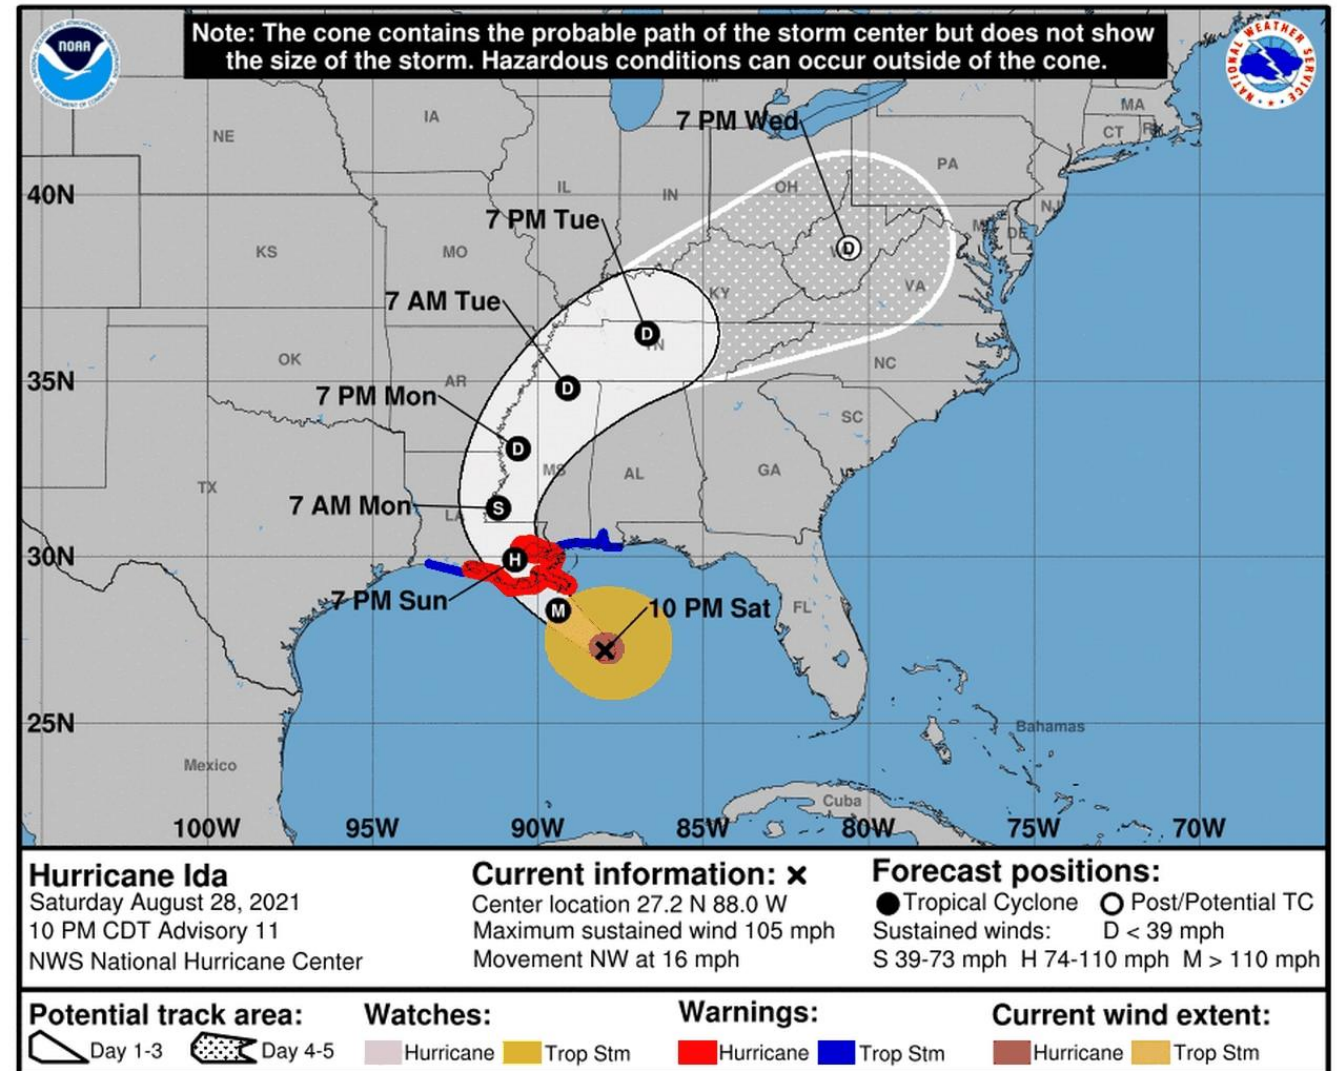 Note: The cone contains the probable path of the storm center but does not show
the size of the storm. Hazardous conditions can occur outside of the cone.
NOAA
NATIONAL WEATHER SERVICE
7 PM Wed
MA
CT
NE
IA
PA
40N
IL
IN
OH
NJ
7 PM Tue
DE
KS
MO
KY
VA
7 AM Tue
D
D
TN
OK
NC
35N
AR
D
7 PM Mon
SC
D
MS
AL
GA
TX
7 AM Mon
LA
S
30N
H
7 PM Sun
M
10 PM Sat
FL
25N
Bahamas
Mexico
Cuba
100W 95W 90W 85W 80W 75W 70W
Hurricane Ida
Saturday August 28, 2021
10 PM CDT Advisory 11
NWS National Hurricane Center
Current information: ×
Center location 27.2 N 88.0 W
Maximum sustained wind 105 mph
Movement NW at 16 mph
Forecast positions:
Tropical Cyclone Post/Potential TC
Sustained winds: D < 39 mph
S 39-73 mph H 74-110 mph M > 110 mph
Potential track area:
Day 1-3 Day 4-5
Watches:
Hurricane Trop Stm
Warnings:
Hurricane Trop Stm
Current wind extent:
Hurricane Trop Stm